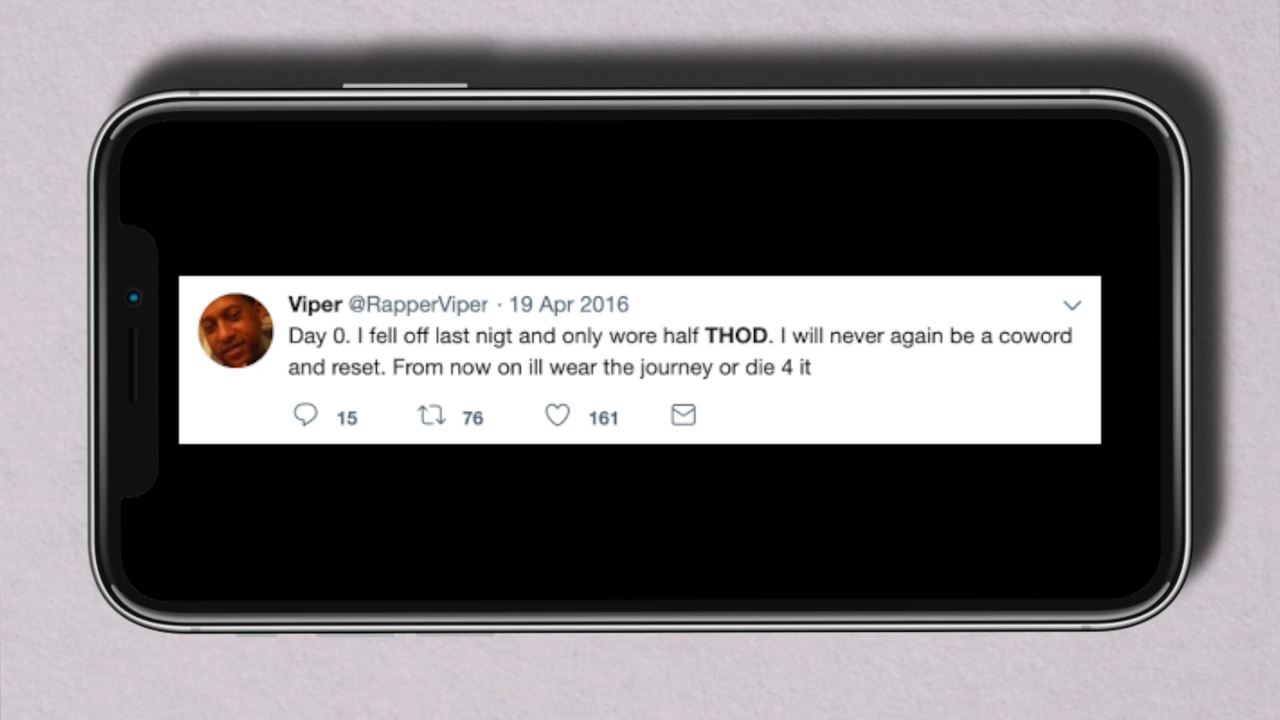 Viper @RapperViper · 19 Apr 2016
Day 0. I fell off last nigt and only wore half THOD. I will never again be a coword
and reset. From now on ill wear the journey or die 4 it
15 76 161